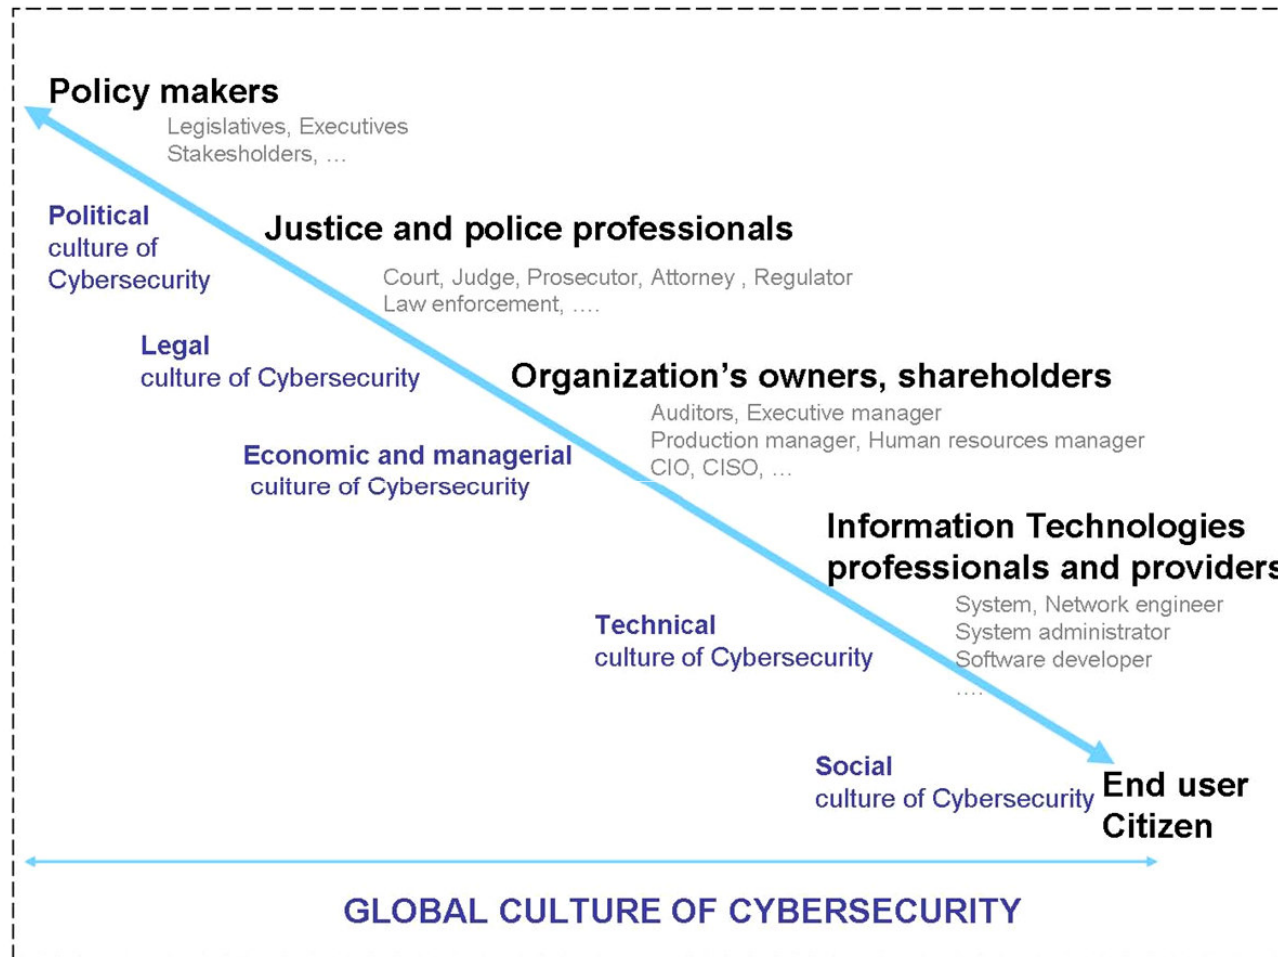 Policy makers
Legislatives, Executives
Stakesholders, ...
Political
culture of
Cybersecurity
Justice and police professionals
Court, Judge, Prosecutor, Attorney , Regulator
Law enforcement, ....
Legal
culture of Cybersecurity
Organization's owners, shareholders
Auditors, Executive manager
Production manager, Human resources manager
CIO, CISO, ...
Economic and managerial
culture of Cybersecurity
Information Technologies
professionals and providers
System, Network engineer
System administrator
Software developer
....
Technical
culture of Cybersecurity
Social
culture of Cybersecurity
End user
Citizen
GLOBAL CULTURE OF CYBERSECURITY